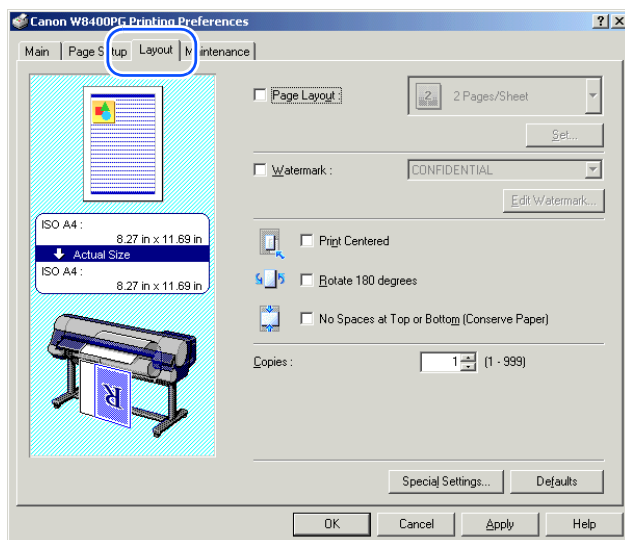 Canon W8400PG Printing Preferences
Main Page Setup Layout Maintenance
Page Layout :
2
2 Pages/Sheet
Set...
Watermark :
CONFIDENTIAL
Edit Watermark...
ISO A4 :
8.27 in x 11.69 in
Actual Size
ISO A4 :
8.27 in x 11.69 in
Print Centered
Rotate 180 degrees
No Spaces at Top or Bottom (Conserve Paper)
R
Copies :
1 (1 - 999)
Special Settings... Defaults
OK Cancel Apply Help